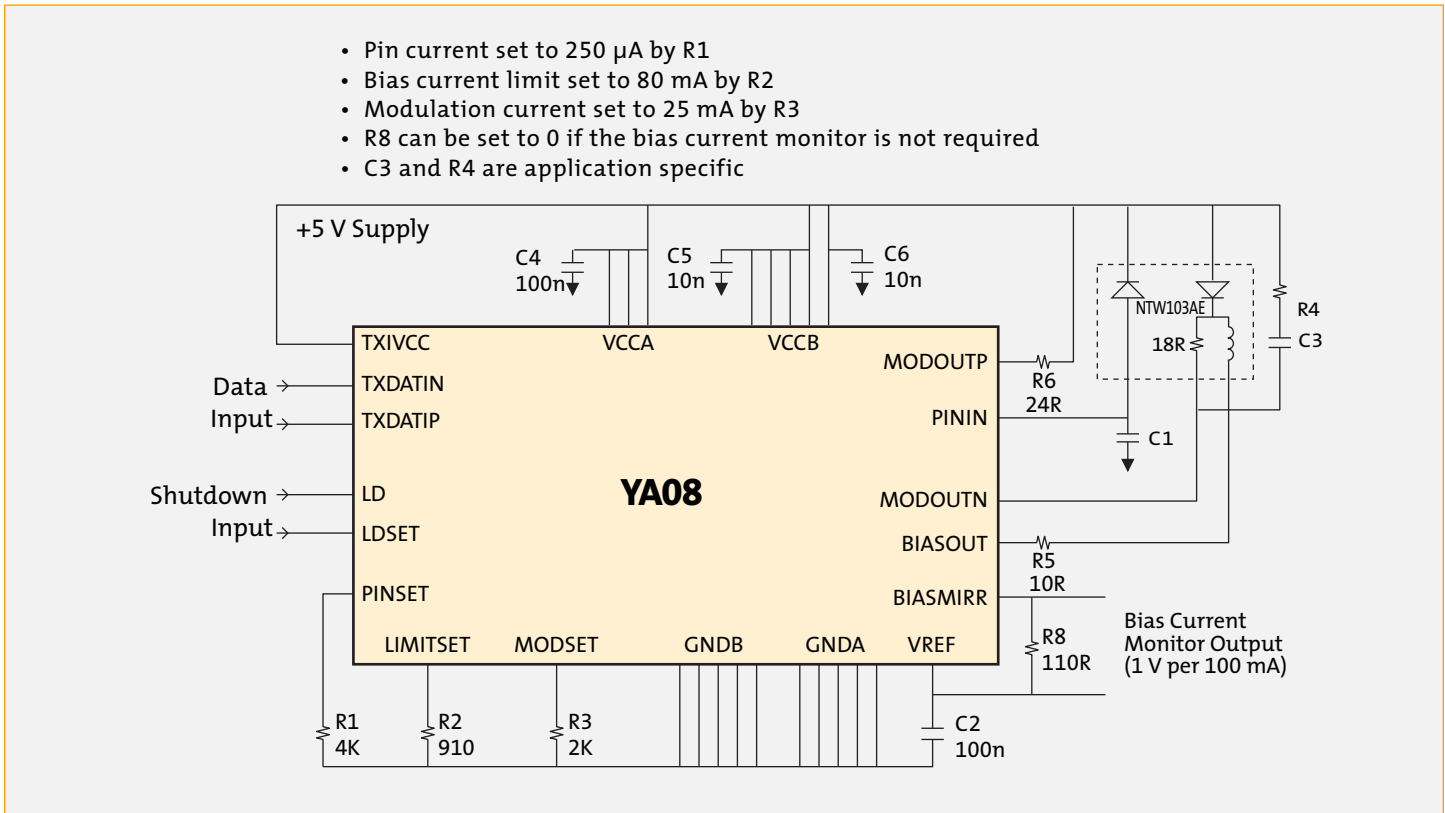 • Pin current set to 250 µA by R1
• Bias current limit set to 80 mA by R2
• Modulation current set to 25 mA by R3
• R8 can be set to 0 if the bias current monitor is not required
• C3 and R4 are application specific
+5 V Supply
C4
100n
C5
10n
C6
10n
NTW103AE
18R
R4
C3
TXIVCC
VCCA
VCCB
MODOUTP
R6
24R
Data
Input
TXDATIN
TXDATIP
PININ
C1
Shutdown
Input
LD
LDSET
YA08
MODOUTN
BIASOUT
R5
10R
PINSET
BIASMIRR
LIMITSET
MODSET
GNDB
GNDA
VREF
R8
110R
Bias Current
Monitor Output
(1 V per 100 mA)
R1
4K
R2
910
R3
2K
C2
100n